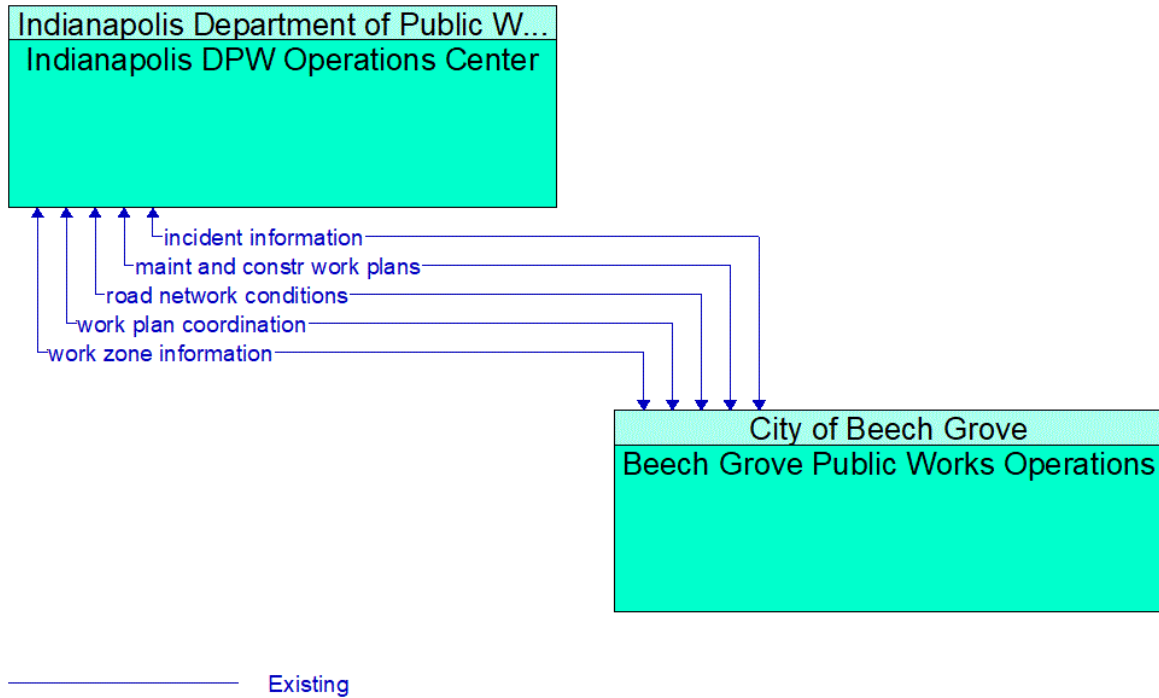 Indianapolis Department of Public W...
Indianapolis DPW Operations Center
incident information
maint and constr work plans
road network conditions
work plan coordination
work zone information
City of Beech Grove
Beech Grove Public Works Operations
Existing